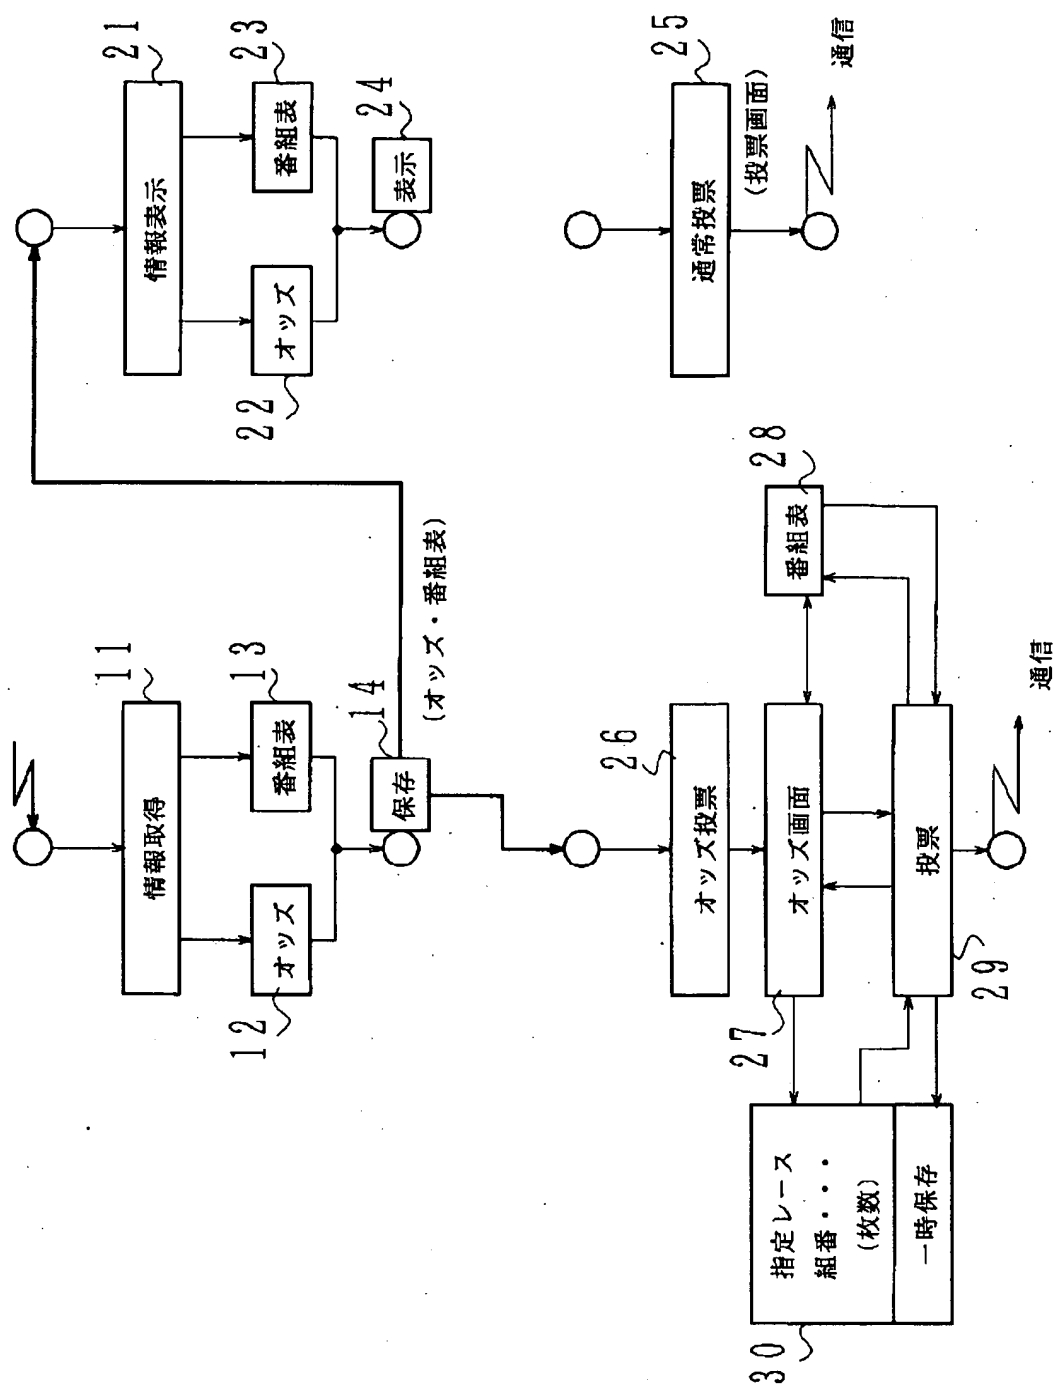 11
情報取得
12
オッズ
番組表
13
保存
14
(オッズ・番組表)
21
情報表示
22
オッズ
番組表
23
表示
24
オッズ投票
26
27
オッズ画面
番組表
28
投票
29
通信
指定レース
組番・・・・
(枚数)
一時保存
30
通常投票
25
(投票画面)
通信